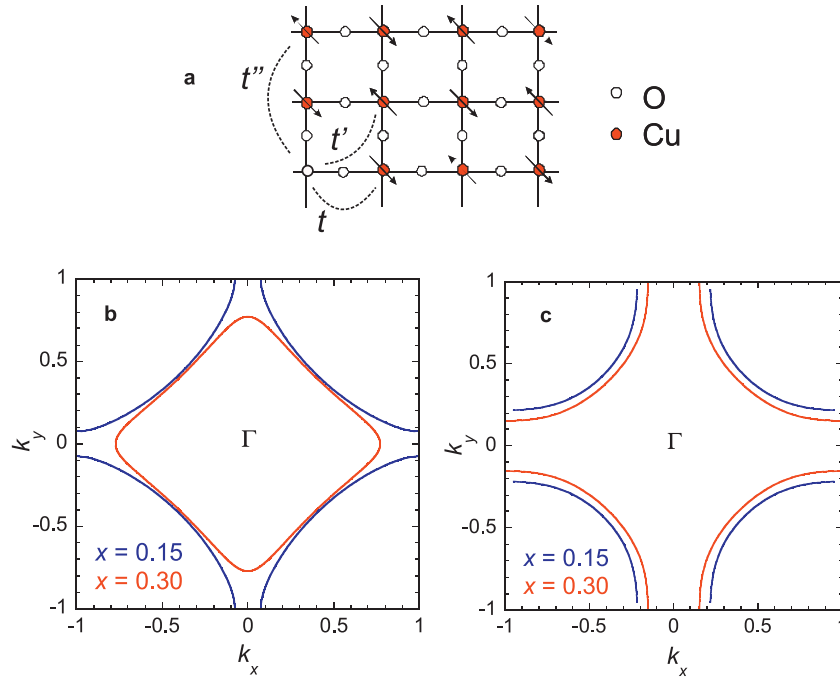 a
t''
t'
t
O
Cu
b
1
0.5
0
-0.5
-1
k_y
Γ
x = 0.15
x = 0.30
-1 -0.5 0 0.5 1
k_x
c
1
0.5
0
-0.5
-1
k_y
Γ
x = 0.15
x = 0.30
-1 -0.5 0 0.5 1
k_x